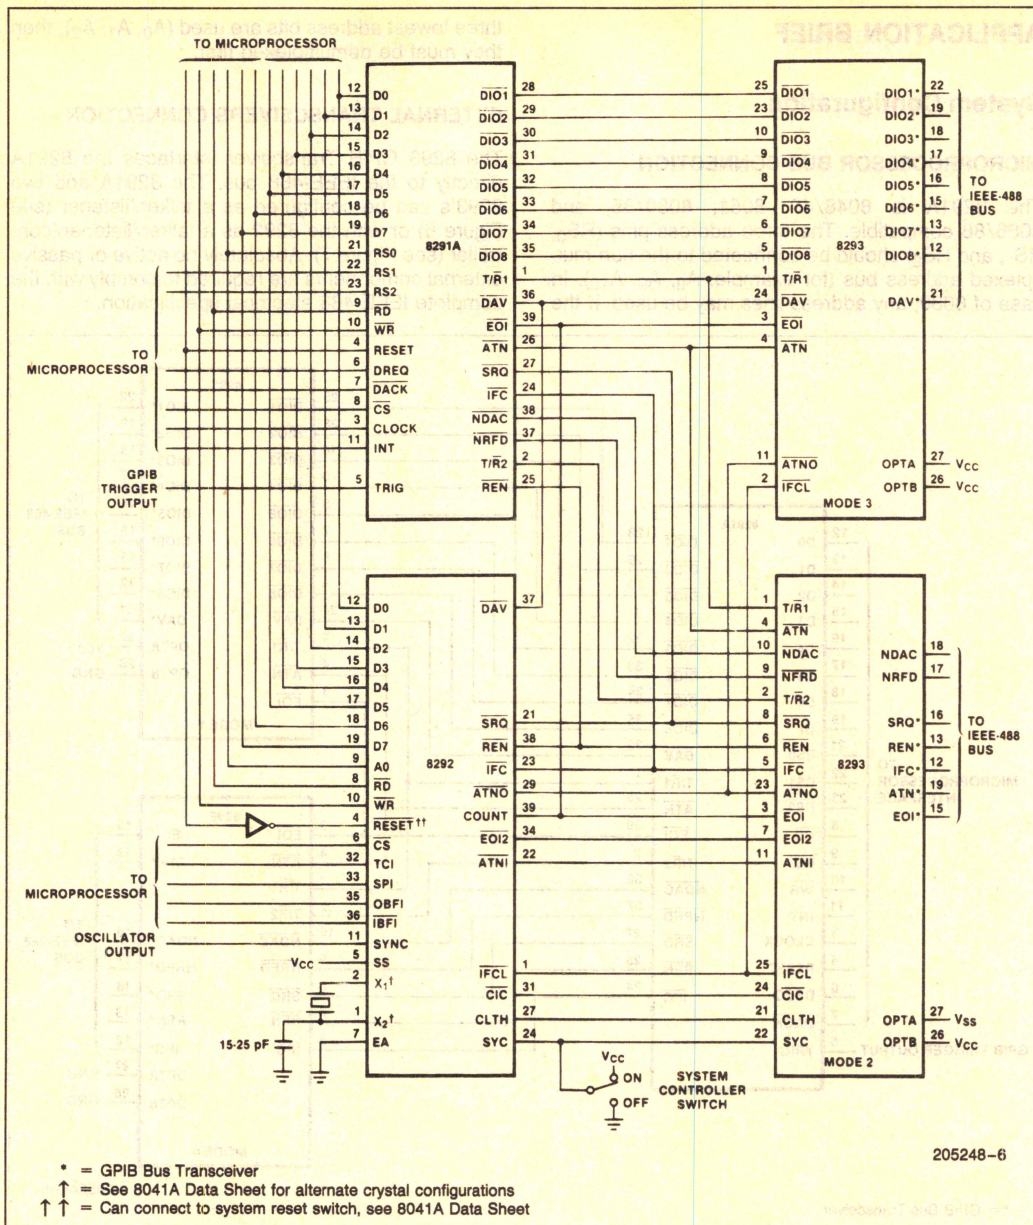 TO MICROPROCESSOR
12 D0
13 D1
14 D2
15 D3
16 D4
17 D5
18 D6
19 D7
21 RS0
22 RS1
23 RS2
9 RD
10 WR
4 RESET
6 DREQ
7 DACK
8 CS
3 CLOCK
11 INT
5 TRIG
TO MICROPROCESSOR
GPIB TRIGGER OUTPUT
8291A
DIO1 28
DIO2 29
DIO3 30
DIO4 31
DIO5 32
DIO6 33
DIO7 34
DIO8 35
T/R1 1
DAV 36
EOI 39
ATN 26
SRQ 27
IFC 24
NDAC 38
NRFD 37
T/R2 2
REN 25
25 DIO1
23 DIO2
10 DIO3
9 DIO4
8 DIO5
7 DIO6
6 DIO7
5 DIO8
1 T/R1
24 DAV
3 EOI
4 ATN
11 ATNO
2 IFCL
8293
DIO1* 22
DIO2* 19
DIO3* 18
DIO4* 17
DIO5* 16
DIO6* 15
DIO7* 13
DIO8* 12
DAV* 21
OPTA 27 VCC
OPTB 26 VCC
MODE 3
TO IEEE-488 BUS
12 D0
13 D1
14 D2
15 D3
16 D4
17 D5
18 D6
19 D7
9 A0
8 RD
10 WR
4 RESET††
6 CS
32 TCI
33 SPI
35 OBFI
36 IBFI
11 SYNC
VCC 5 SS
2 X1†
1 X2†
7 EA
TO MICROPROCESSOR
OSCILLATOR OUTPUT
15-25 pF
8292
DAV 37
SRQ 21
REN 38
IFC 23
ATNO 29
COUNT 39
EOI2 34
ATNI 22
IFCL 1
CIC 31
CLTH 27
SYC 24
VCC
ON
OFF
SYSTEM CONTROLLER SWITCH
1 T/R1
4 ATN
10 NDAC
9 NFRD
2 T/R2
8 SRQ
6 REN
5 IFC
23 ATNO
3 EOI
7 EOI2
11 ATNI
25 IFCL
24 CIC
21 CLTH
22 SYC
8293
NDAC 18
NRFD 17
SRQ* 16
REN* 13
IFC* 12
ATN* 19
EOI* 15
OPTA 27 VSS
OPTB 26 VCC
MODE 2
TO IEEE-488 BUS
205248-6
* = GPIB Bus Transceiver
↑ = See 8041A Data Sheet for alternate crystal configurations
↑ ↑ = Can connect to system reset switch, see 8041A Data Sheet